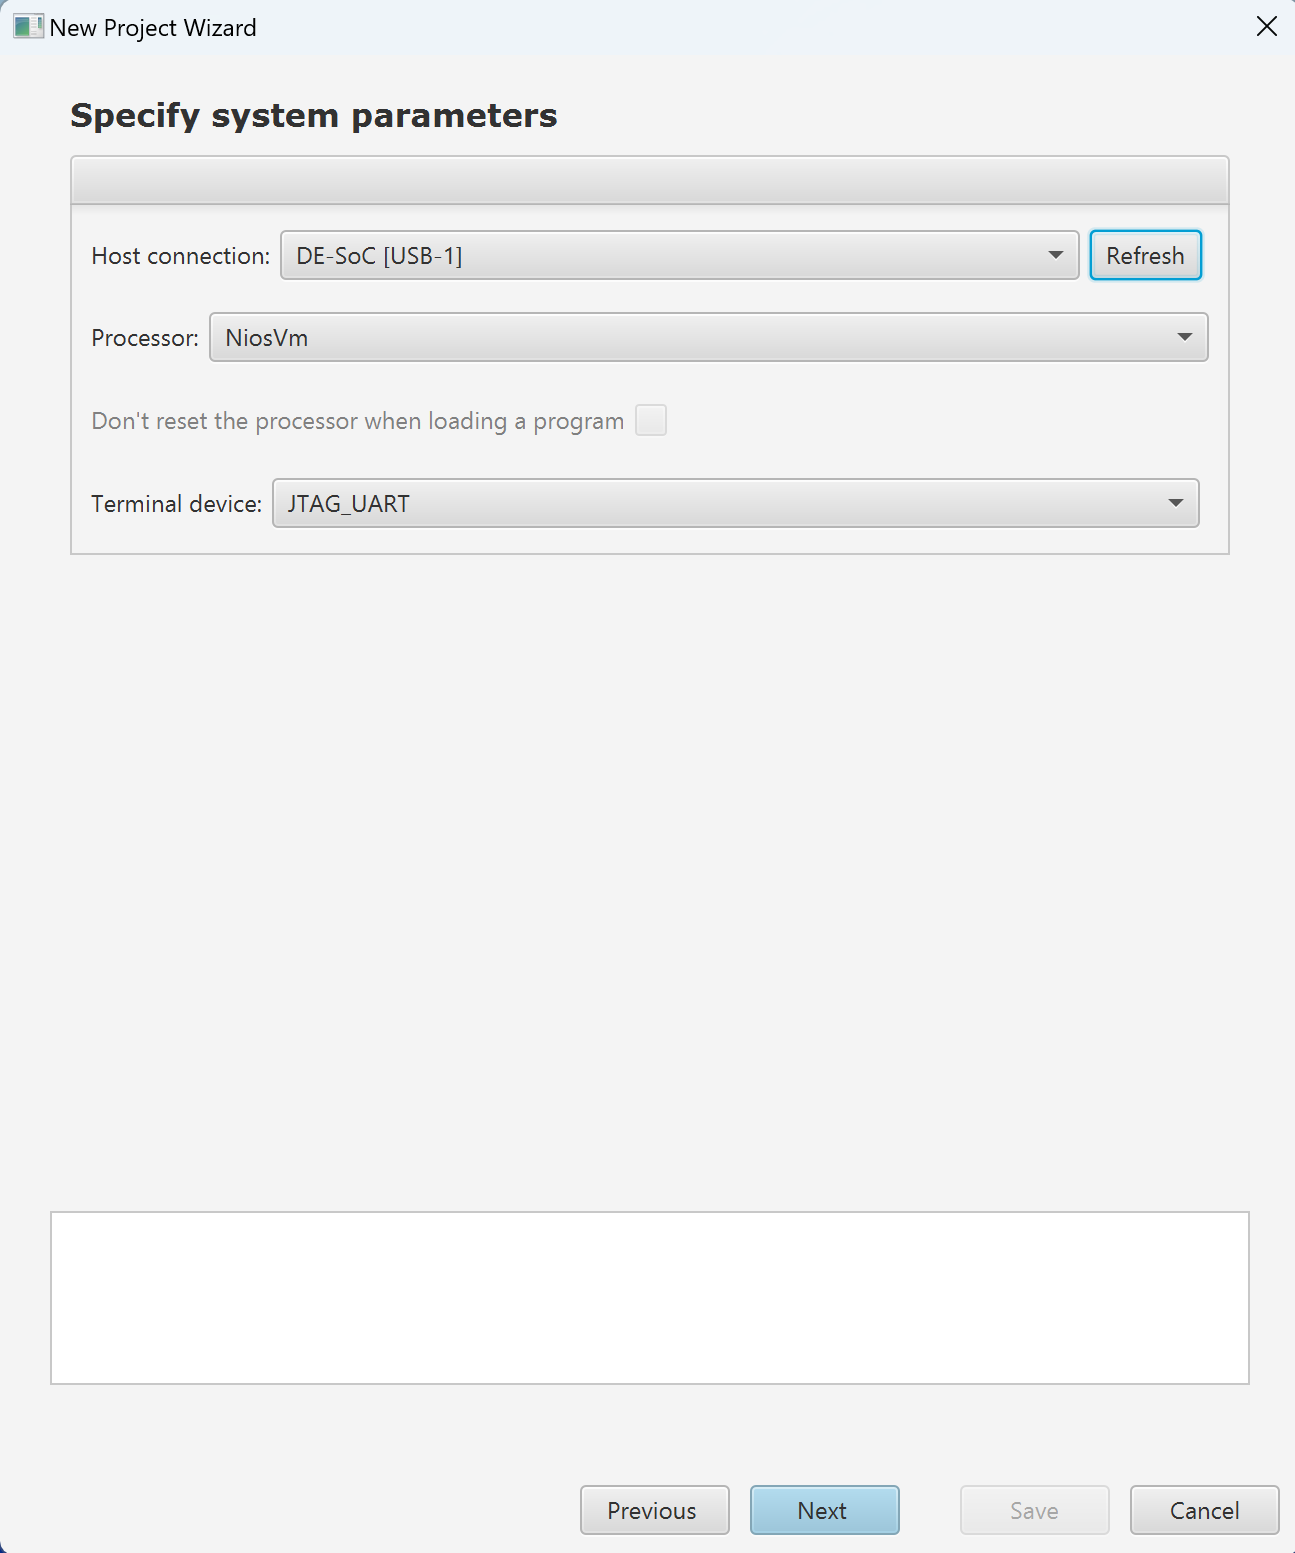 New Project Wizard
Specify system parameters
Host connection: DE-SoC [USB-1] Refresh
Processor: NiosVm
Don't reset the processor when loading a program
Terminal device: JTAG_UART
Previous Next Save Cancel